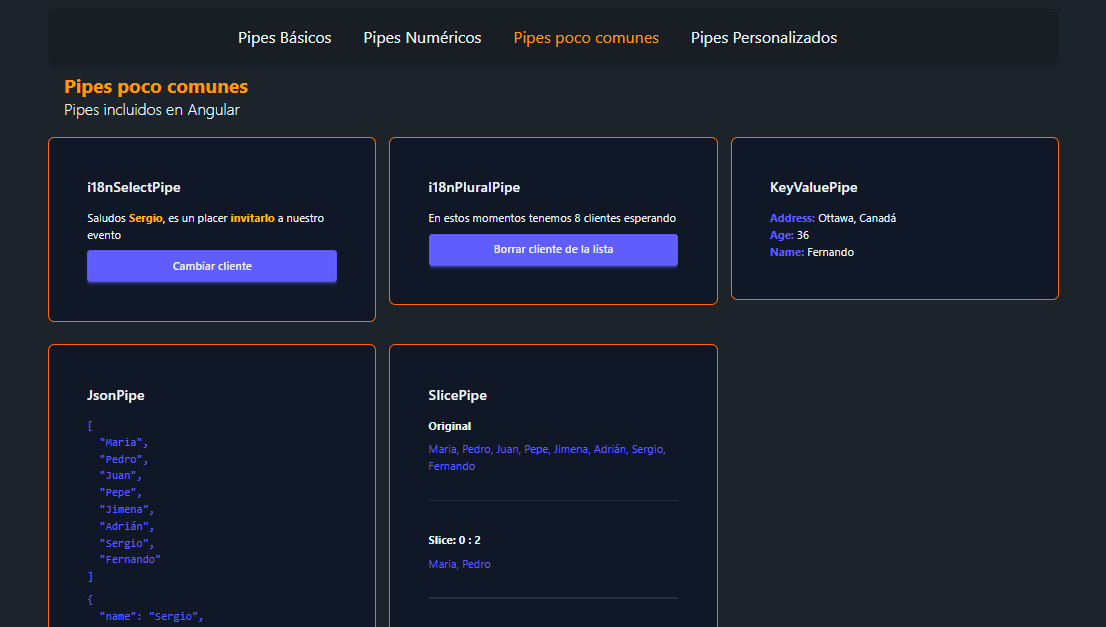 Pipes Básicos
Pipes Numéricos
Pipes poco comunes
Pipes Personalizados
Pipes poco comunes
Pipes incluidos en Angular
i18nSelectPipe
Saludos Sergio, es un placer invitarlo a nuestro
evento
Cambiar cliente
i18nPluralPipe
En estos momentos tenemos 8 clientes esperando
Borrar cliente de la lista
KeyValuePipe
Address: Ottawa, Canadá
Age: 36
Name: Fernando
JsonPipe
[
"Maria",
"Pedro",
"Juan",
"Pepe",
"Jimena",
"Adrián",
"Sergio",
"Fernando"
]
{
"name": "Sergio",
SlicePipe
Original
Maria, Pedro, Juan, Pepe, Jimena, Adrián, Sergio,
Fernando
Slice: 0 : 2
Maria, Pedro